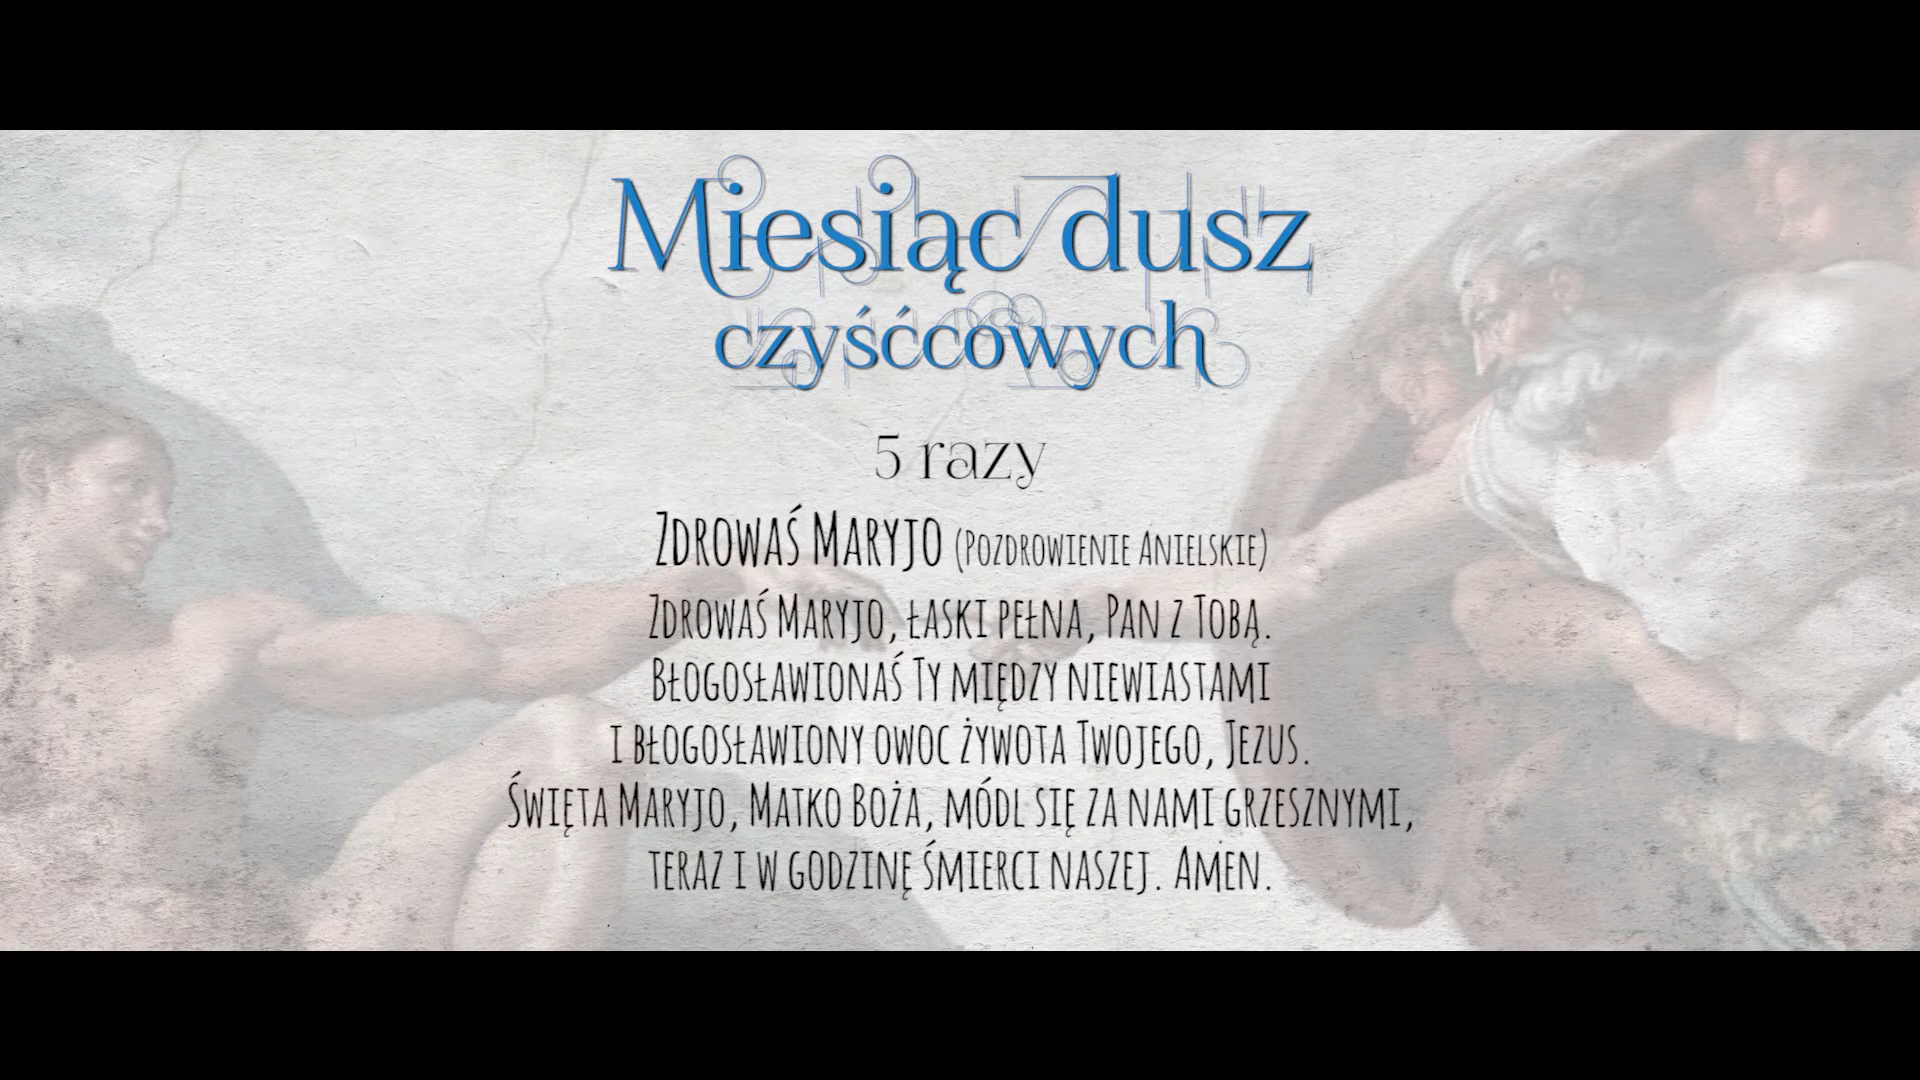 Miesiąc dusz
czyśćcowych
5 razy
Zdrowaś Maryjo (Pozdrowienie Anielskie)
Zdrowaś Maryjo, łaski pełna, Pan z Tobą.
Błogosławionaś Ty między niewiastami
i błogosławiony owoc żywota Twojego, Jezus.
Święta Maryjo, Matko Boża, módl się za nami grzesznymi,
teraz i w godzinę śmierci naszej. Amen.